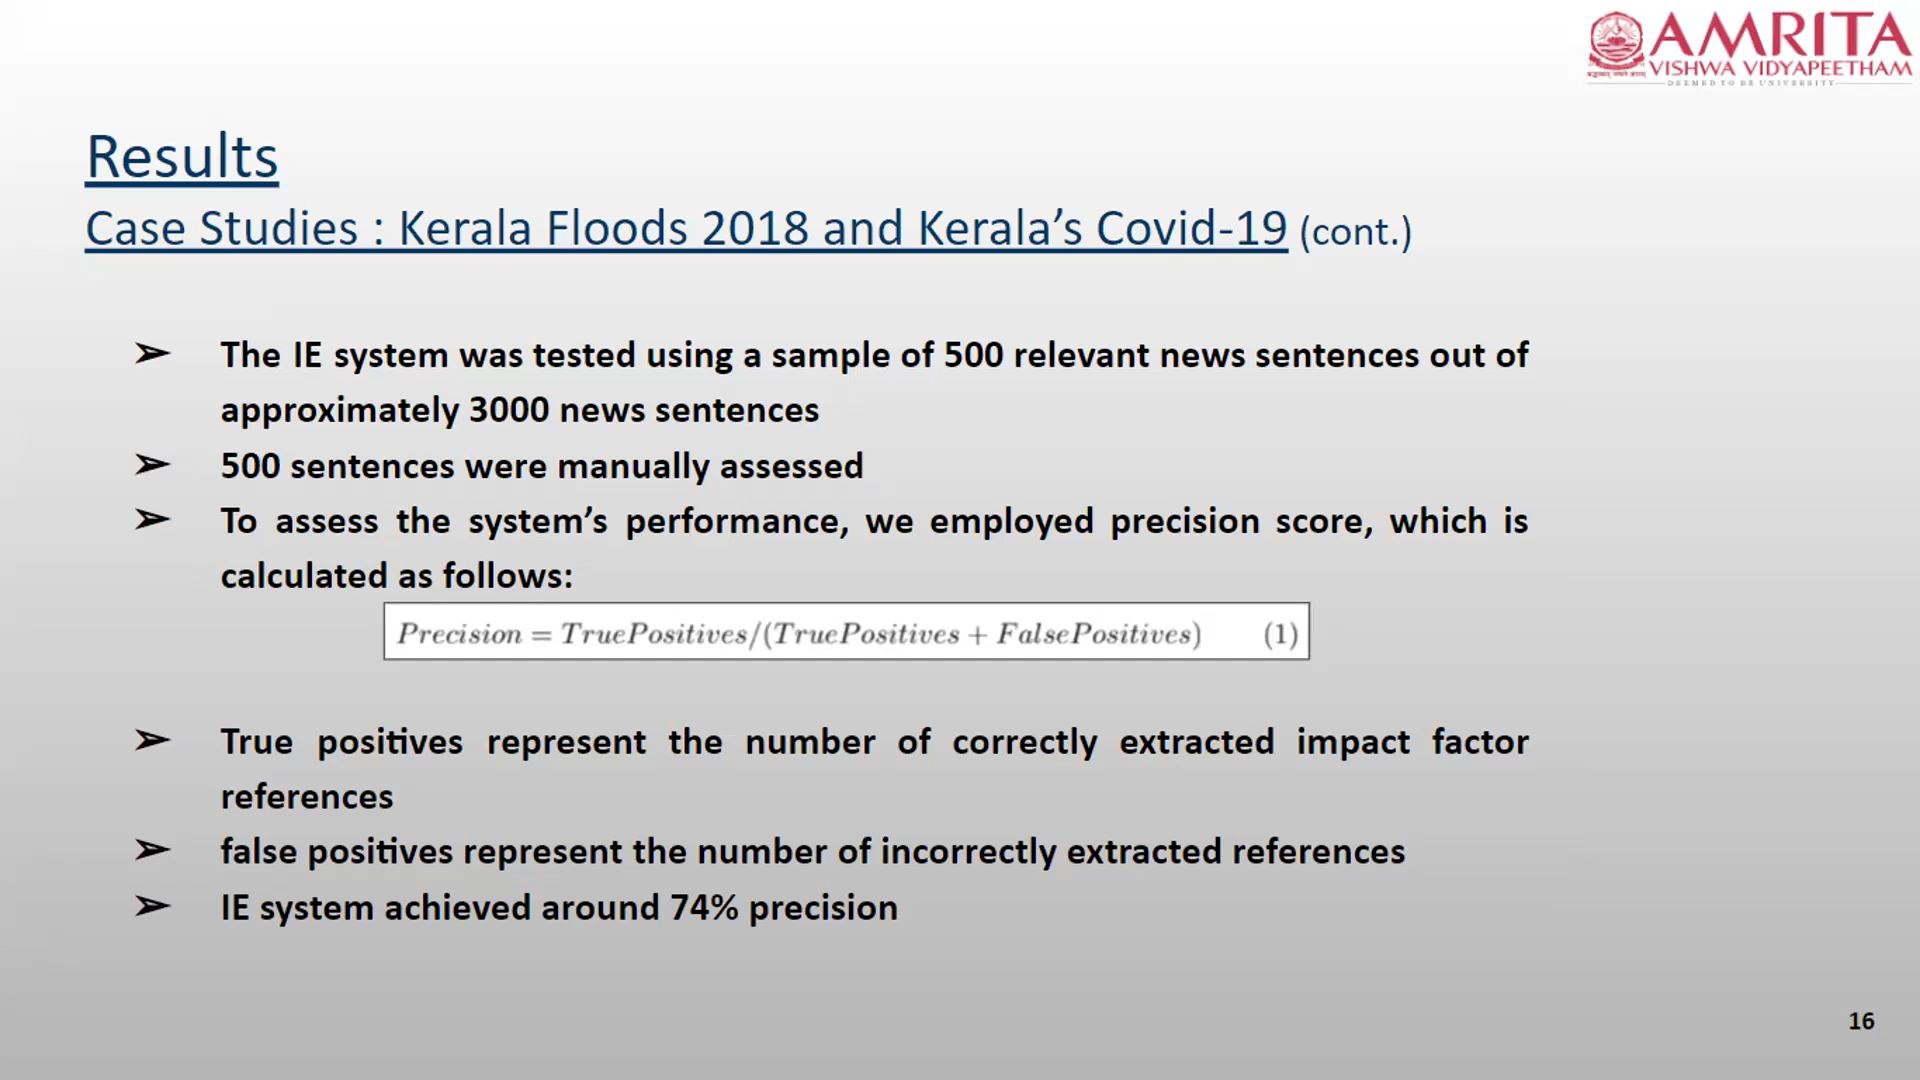 AMRITA
VISHWA VIDYAPEETHAM
DEEMED TO BE UNIVERSITY
Results
Case Studies : Kerala Floods 2018 and Kerala’s Covid-19 (cont.)
➢ The IE system was tested using a sample of 500 relevant news sentences out of
approximately 3000 news sentences
➢ 500 sentences were manually assessed
➢ To assess the system’s performance, we employed precision score, which is
calculated as follows:
Precision = TruePositives/(TruePositives + FalsePositives) (1)
➢ True positives represent the number of correctly extracted impact factor
references
➢ false positives represent the number of incorrectly extracted references
➢ IE system achieved around 74% precision
16